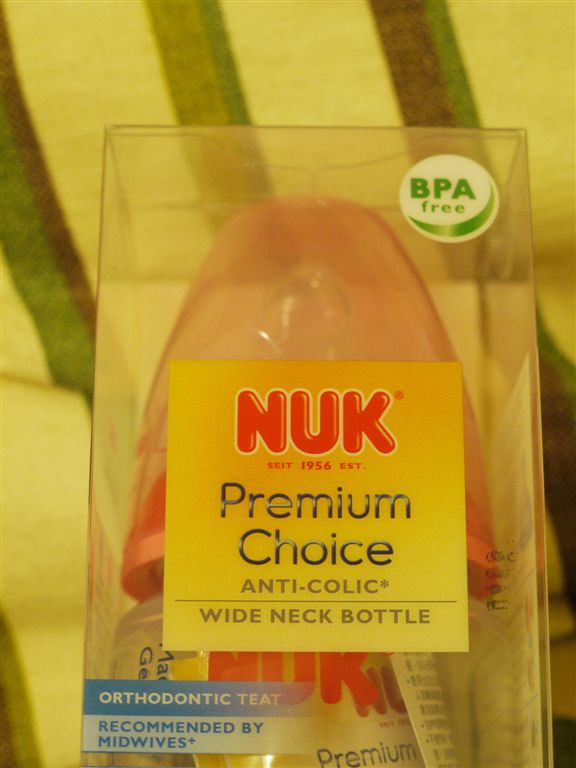 BPA
free
NUK®
SEIT 1956 EST.
Premium
Choice
ANTI-COLIC*
WIDE NECK BOTTLE
NUK
NUK
ORTHODONTIC TEAT
RECOMMENDED BY
MIDWIVES+
Premium